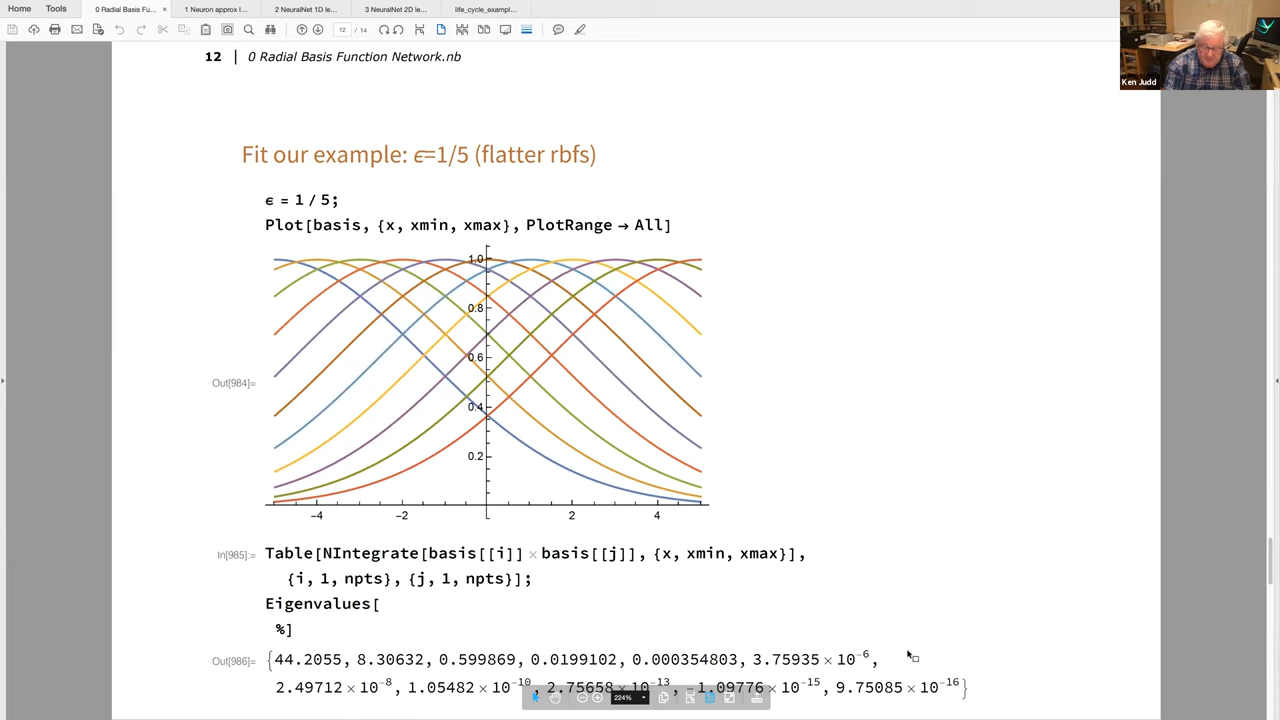 Home Tools 0 Radial Basis Fu... × 1 Neuron approx l... 2 NeuralNet 1D le... 3 NeuralNet 2D le... life_cycle_exampl...
12 / 14
Ken Judd
12 | 0 Radial Basis Function Network.nb
Fit our example: ϵ=1/5 (flatter rbfs)
ϵ = 1 / 5;
Plot[basis, {x, xmin, xmax}, PlotRange → All]
1.0
0.8
0.6
Out[984]=
0.4
0.2
-4 -2 2 4
In[985]:= Table[NIntegrate[basis[[i]] × basis[[j]], {x, xmin, xmax}],
{i, 1, npts}, {j, 1, npts}];
Eigenvalues[
%]
Out[986]= {44.2055, 8.30632, 0.599869, 0.0199102, 0.000354803, 3.75935 × 10⁻⁶,
2.49712 × 10⁻⁸, 1.05482 × 10⁻¹⁰, 2.75658 × 10⁻¹³, -1.09776 × 10⁻¹⁵, 9.75085 × 10⁻¹⁶}
224%